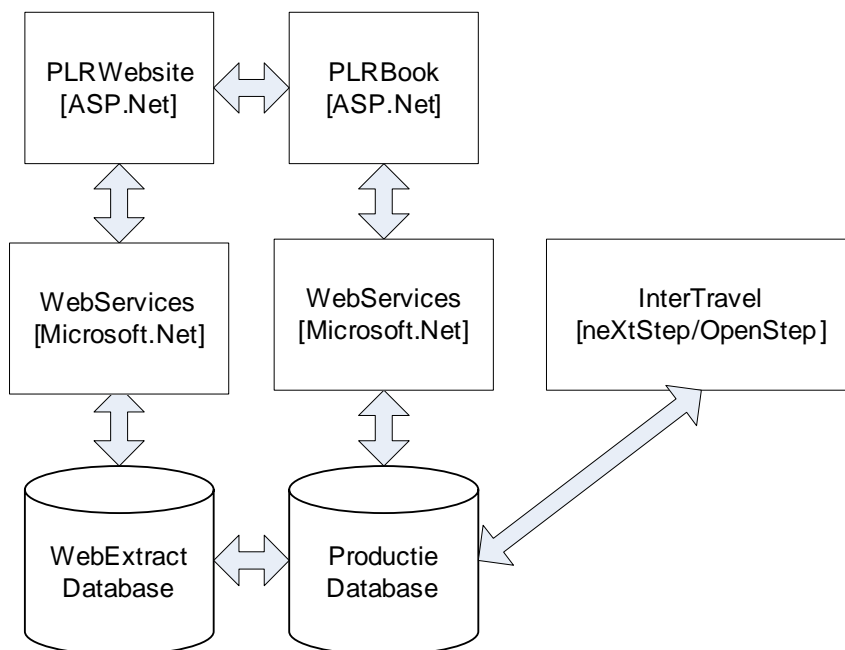 PLRWebsite
[ASP.Net]
PLRBook
[ASP.Net]
WebServices
[Microsoft.Net]
WebServices
[Microsoft.Net]
InterTravel
[neXtStep/OpenStep]
WebExtract
Database
Productie
Database